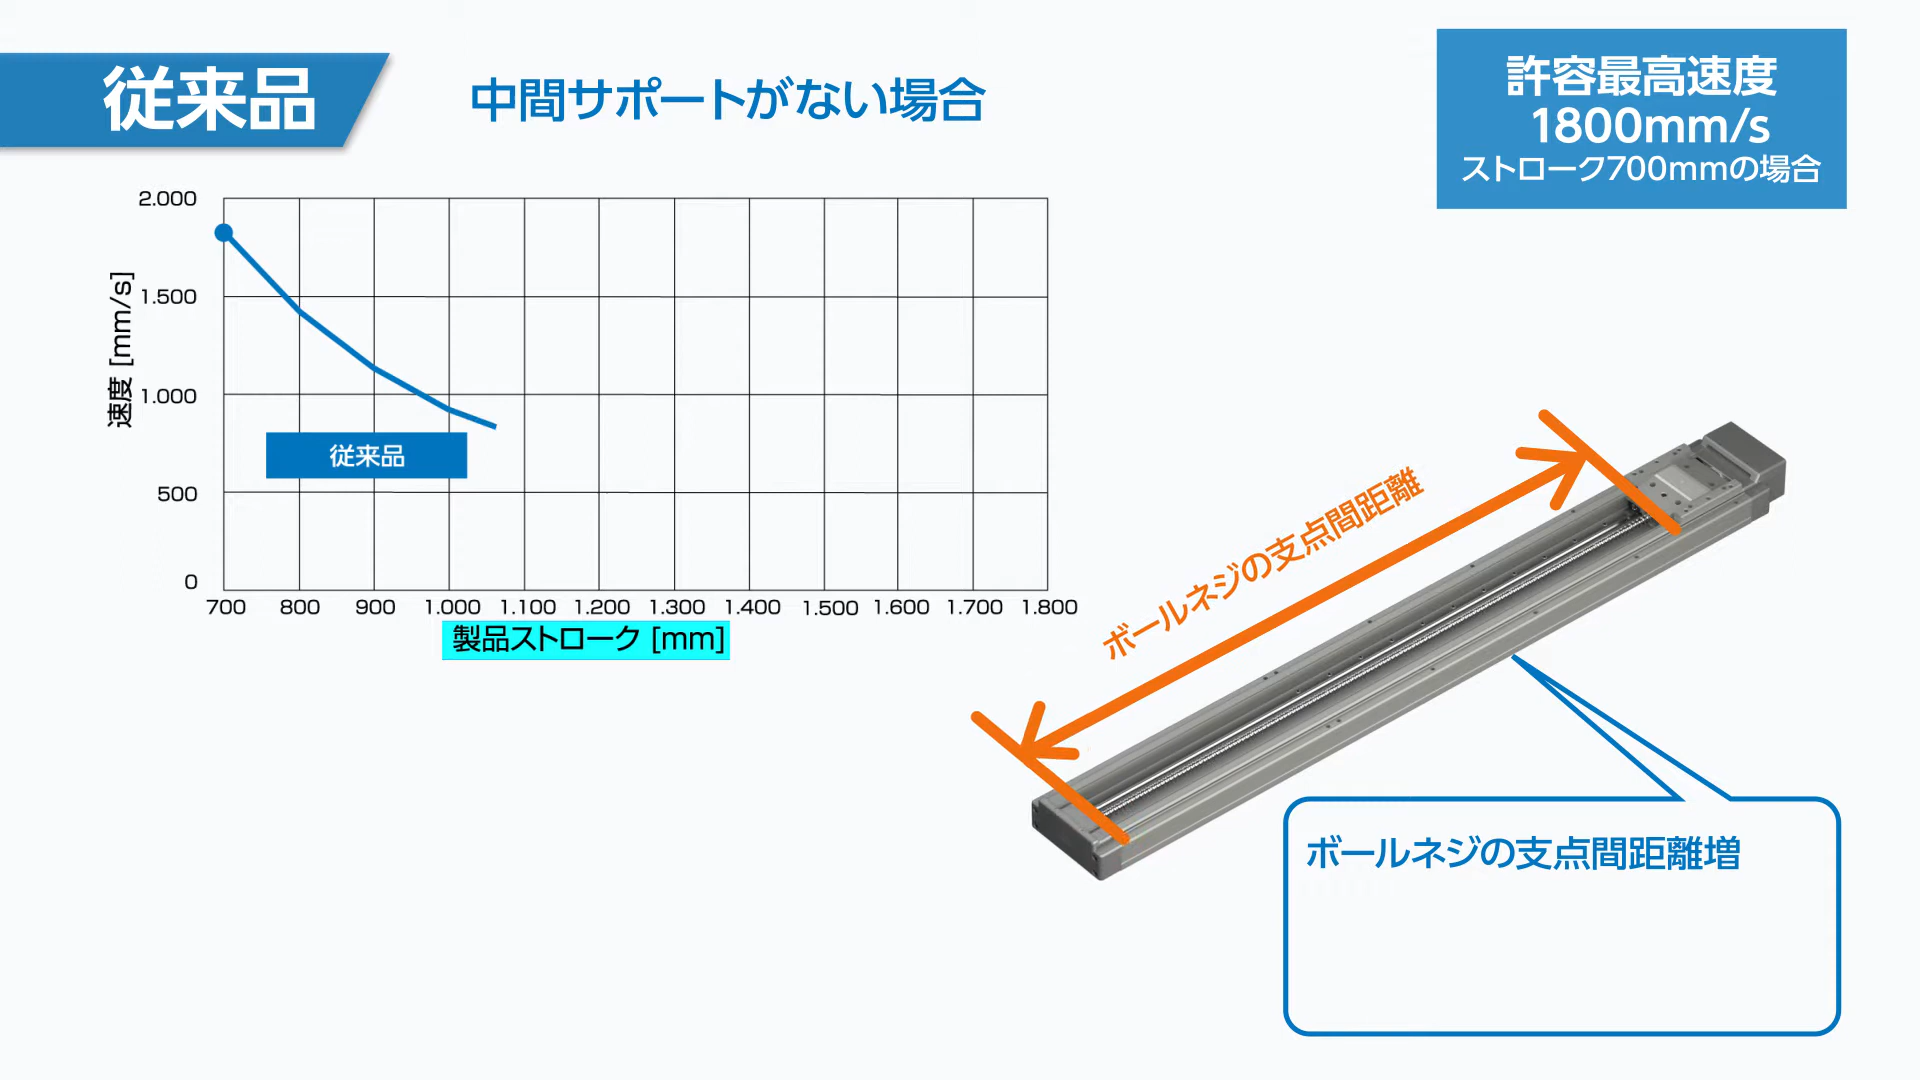 従来品
中間サポートがない場合
許容最高速度
1800mm/s
ストローク700mmの場合
2.000
1.500
1.000
500
0
速度 [mm/s]
従来品
700 800 900 1.000 1.100 1.200 1.300 1.400 1.500 1.600 1.700 1.800
製品ストローク [mm]
ボールネジの支点間距離
ボールネジの支点間距離増